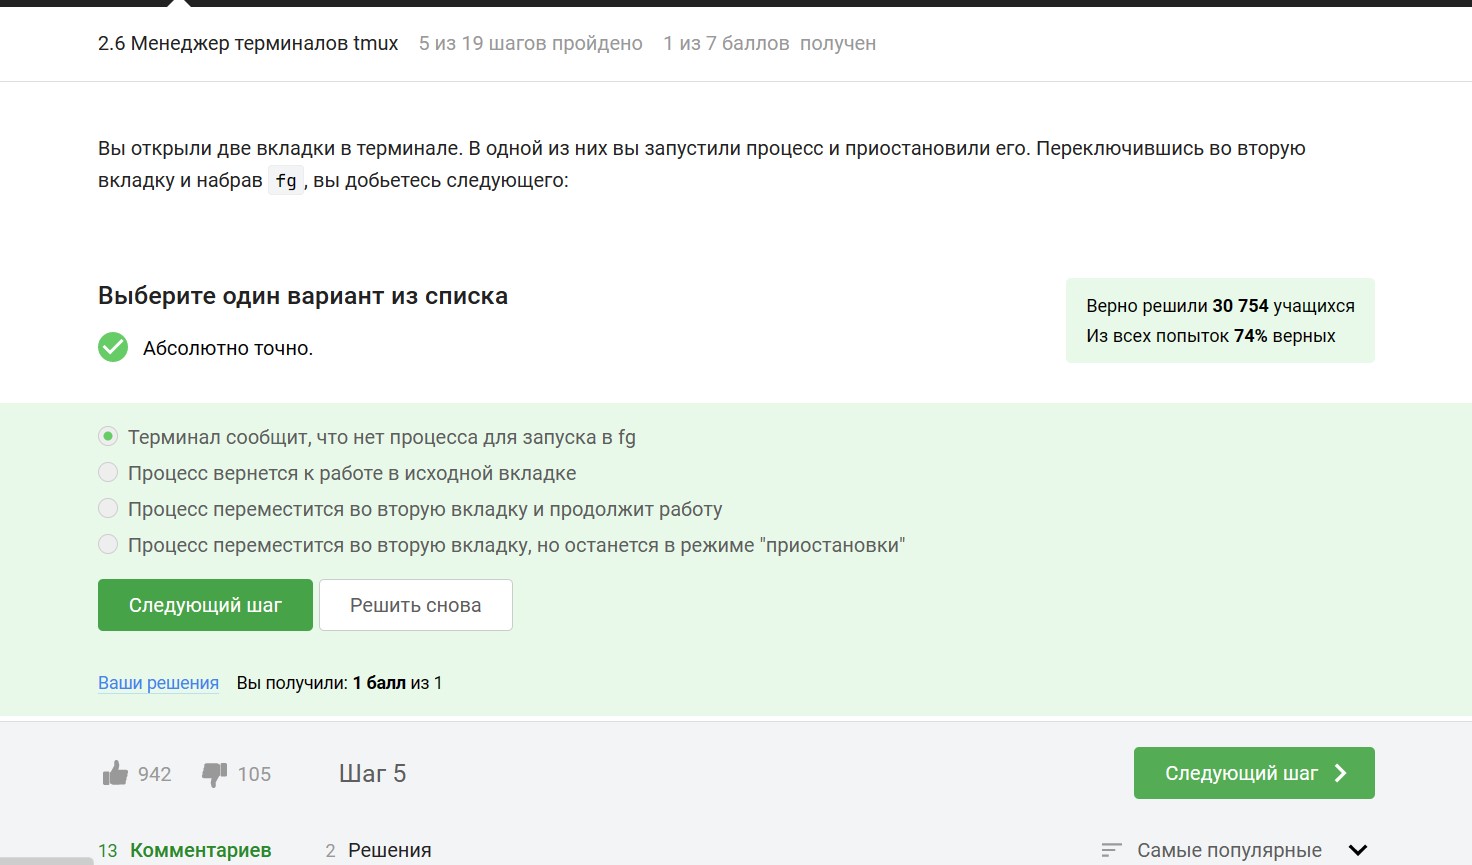 2.6 Менеджер терминалов tmux 5 из 19 шагов пройдено 1 из 7 баллов получен
Вы открыли две вкладки в терминале. В одной из них вы запустили процесс и приостановили его. Переключившись во вторую
вкладку и набрав fg, вы добьетесь следующего:
Выберите один вариант из списка
Абсолютно точно.
Верно решили 30 754 учащихся
Из всех попыток 74% верных
Терминал сообщит, что нет процесса для запуска в fg
Процесс вернется к работе в исходной вкладке
Процесс переместится во вторую вкладку и продолжит работу
Процесс переместится во вторую вкладку, но останется в режиме "приостановки"
Следующий шаг Решить снова
Ваши решения Вы получили: 1 балл из 1
942 105 Шаг 5 Следующий шаг
13 Комментариев 2 Решения Самые популярные